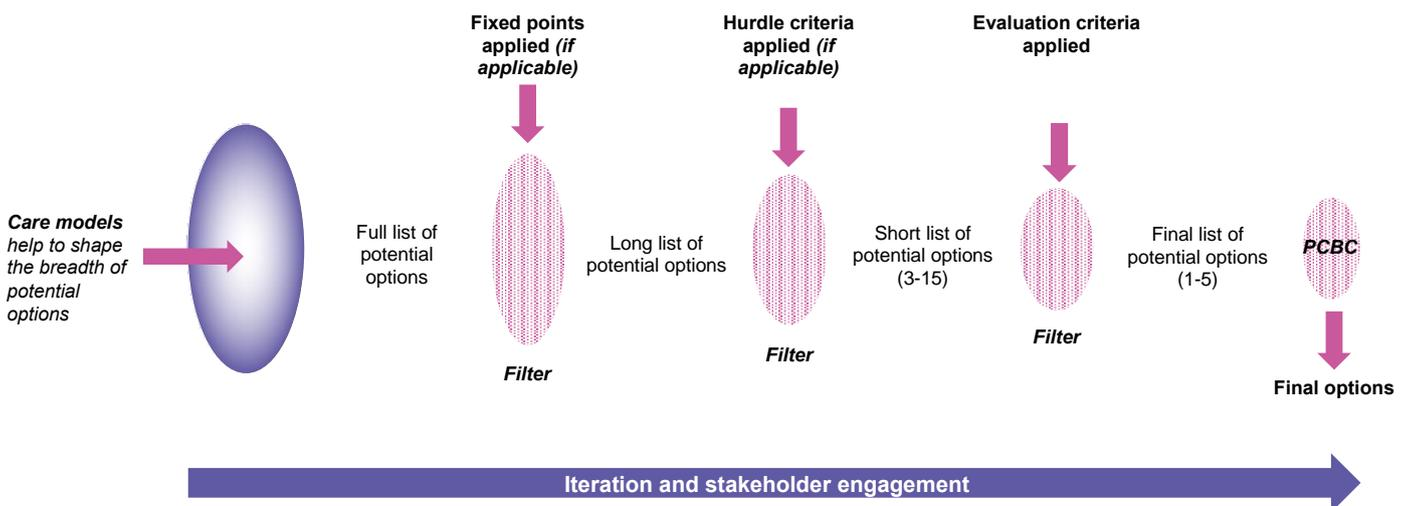 Fixed points
applied (if
applicable)
Hurdle criteria
applied (if
applicable)
Evaluation criteria
applied
Care models
help to shape
the breadth of
potential
options
Full list of
potential
options
Long list of
potential options
Short list of
potential options
(3-15)
Final list of
potential options
(1-5)
PCBC
Filter
Filter
Filter
Final options
Iteration and stakeholder engagement